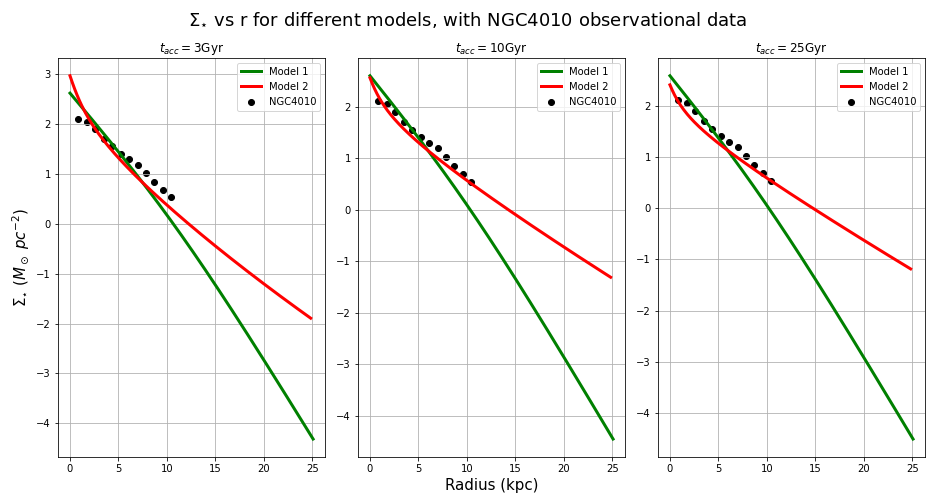 Σ⋆ vs r for different models, with NGC4010 observational data
t_acc = 3Gyr
t_acc = 10Gyr
t_acc = 25Gyr
Model 1
Model 2
NGC4010
Model 1
Model 2
NGC4010
Model 1
Model 2
NGC4010
Σ⋆ (M⊙ pc⁻²)
3
2
1
0
−1
−2
−3
−4
2
1
0
−1
−2
−3
−4
2
1
0
−1
−2
−3
−4
0 5 10 15 20 25
0 5 10 15 20 25
0 5 10 15 20 25
Radius (kpc)